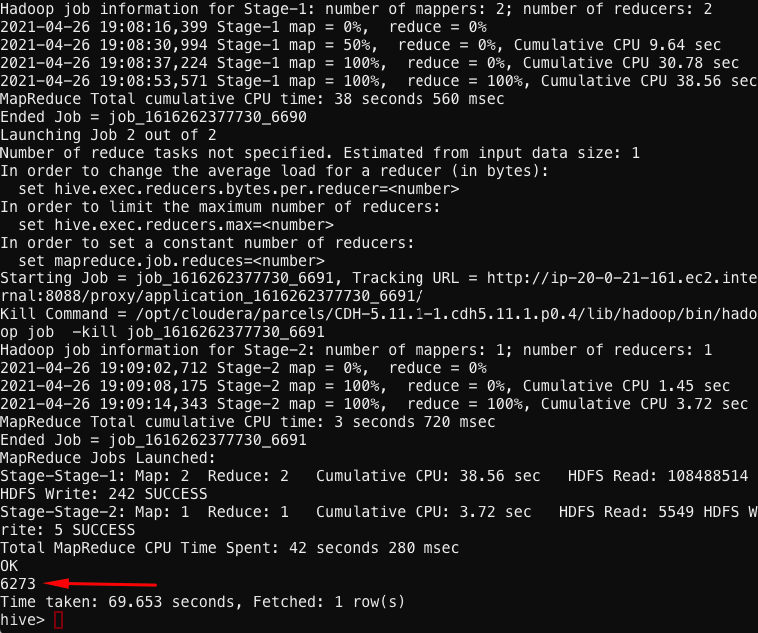 Hadoop job information for Stage-1: number of mappers: 2; number of reducers: 2
2021-04-26 19:08:16,399 Stage-1 map = 0%,  reduce = 0%
2021-04-26 19:08:30,994 Stage-1 map = 50%,  reduce = 0%, Cumulative CPU 9.64 sec
2021-04-26 19:08:37,224 Stage-1 map = 100%,  reduce = 0%, Cumulative CPU 30.78 sec
2021-04-26 19:08:53,571 Stage-1 map = 100%,  reduce = 100%, Cumulative CPU 38.56 sec
MapReduce Total cumulative CPU time: 38 seconds 560 msec
Ended Job = job_1616262377730_6690
Launching Job 2 out of 2
Number of reduce tasks not specified. Estimated from input data size: 1
In order to change the average load for a reducer (in bytes):
  set hive.exec.reducers.bytes.per.reducer=<number>
In order to limit the maximum number of reducers:
  set hive.exec.reducers.max=<number>
In order to set a constant number of reducers:
  set mapreduce.job.reduces=<number>
Starting Job = job_1616262377730_6691, Tracking URL = http://ip-20-0-21-161.ec2.inte
rnal:8088/proxy/application_1616262377730_6691/
Kill Command = /opt/cloudera/parcels/CDH-5.11.1-1.cdh5.11.1.p0.4/lib/hadoop/bin/hado
op job  -kill job_1616262377730_6691
Hadoop job information for Stage-2: number of mappers: 1; number of reducers: 1
2021-04-26 19:09:02,712 Stage-2 map = 0%,  reduce = 0%
2021-04-26 19:09:08,175 Stage-2 map = 100%,  reduce = 0%, Cumulative CPU 1.45 sec
2021-04-26 19:09:14,343 Stage-2 map = 100%,  reduce = 100%, Cumulative CPU 3.72 sec
MapReduce Total cumulative CPU time: 3 seconds 720 msec
Ended Job = job_1616262377730_6691
MapReduce Jobs Launched:
Stage-Stage-1: Map: 2  Reduce: 2   Cumulative CPU: 38.56 sec   HDFS Read: 108488514
HDFS Write: 242 SUCCESS
Stage-Stage-2: Map: 1  Reduce: 1   Cumulative CPU: 3.72 sec   HDFS Read: 5549 HDFS W
rite: 5 SUCCESS
Total MapReduce CPU Time Spent: 42 seconds 280 msec
OK
6273
Time taken: 69.653 seconds, Fetched: 1 row(s)
hive>